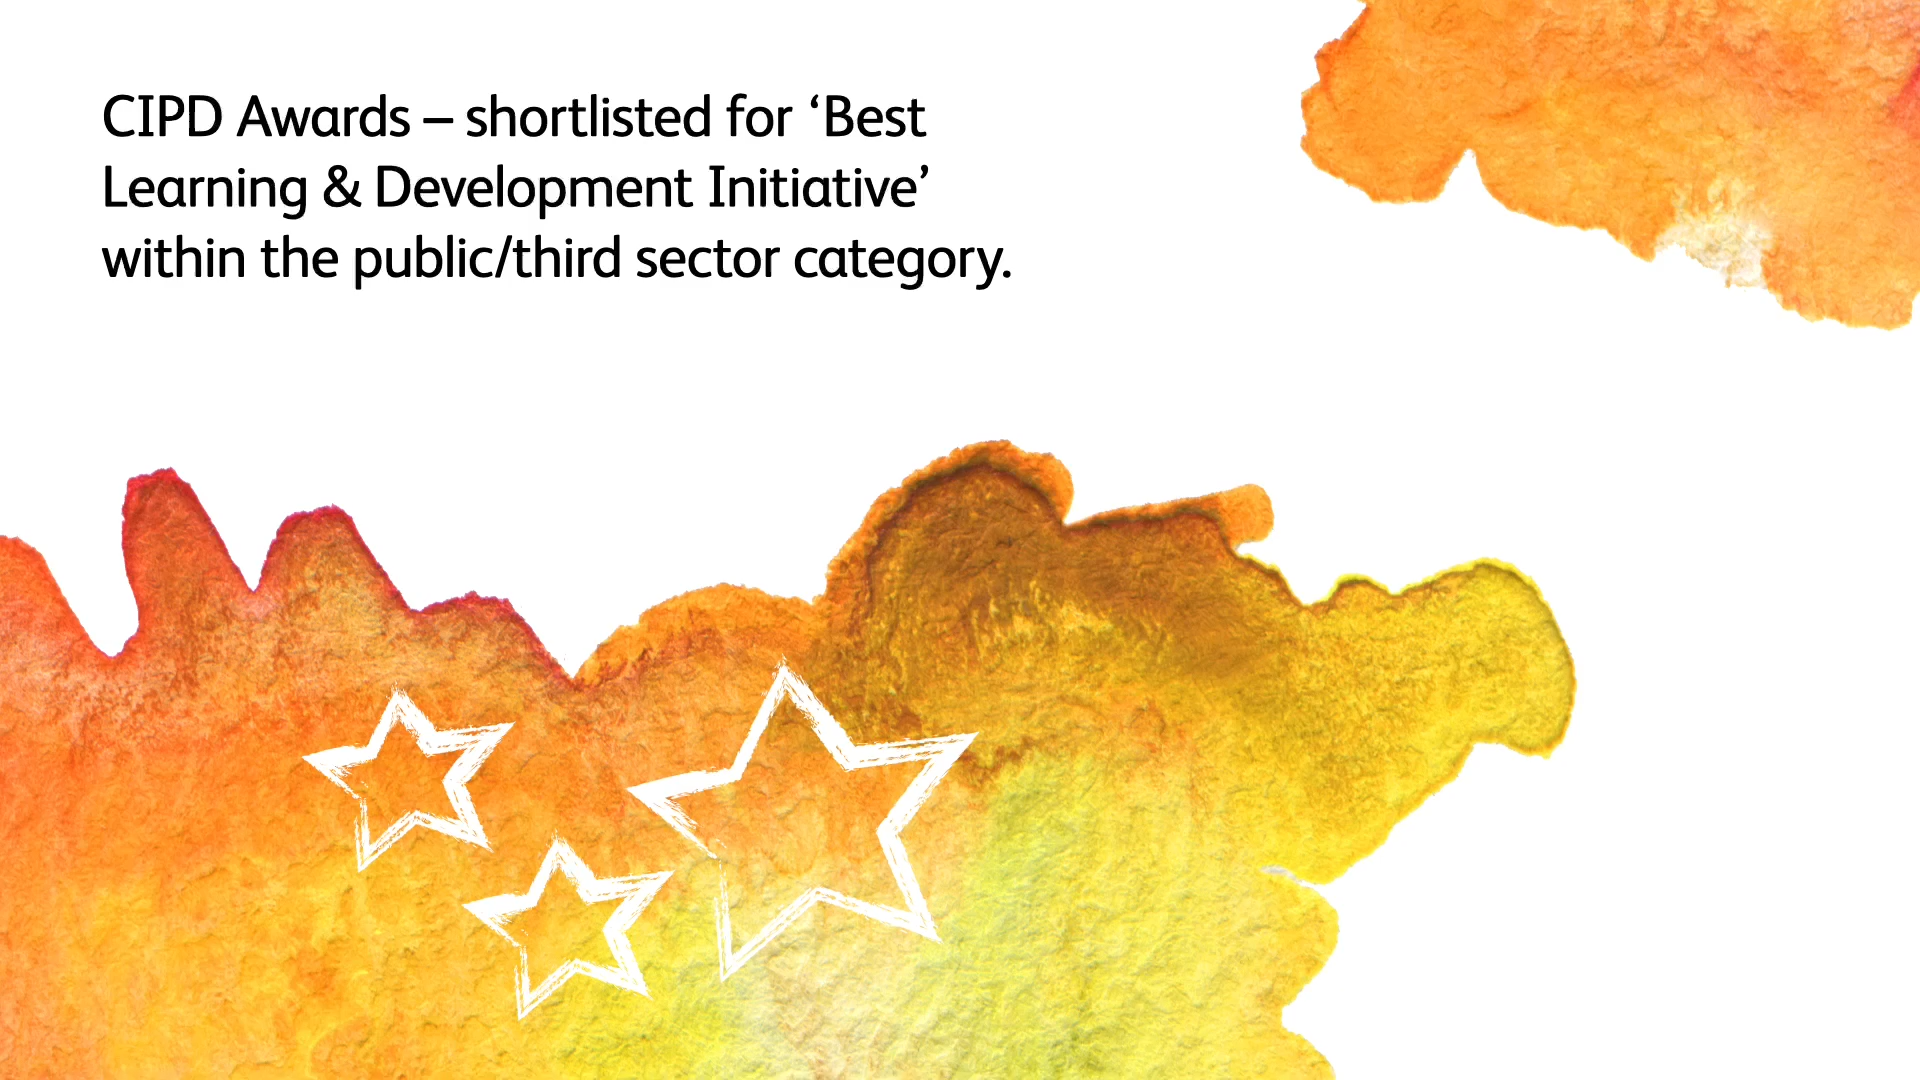 CIPD Awards – shortlisted for ‘Best
Learning & Development Initiative’
within the public/third sector category.